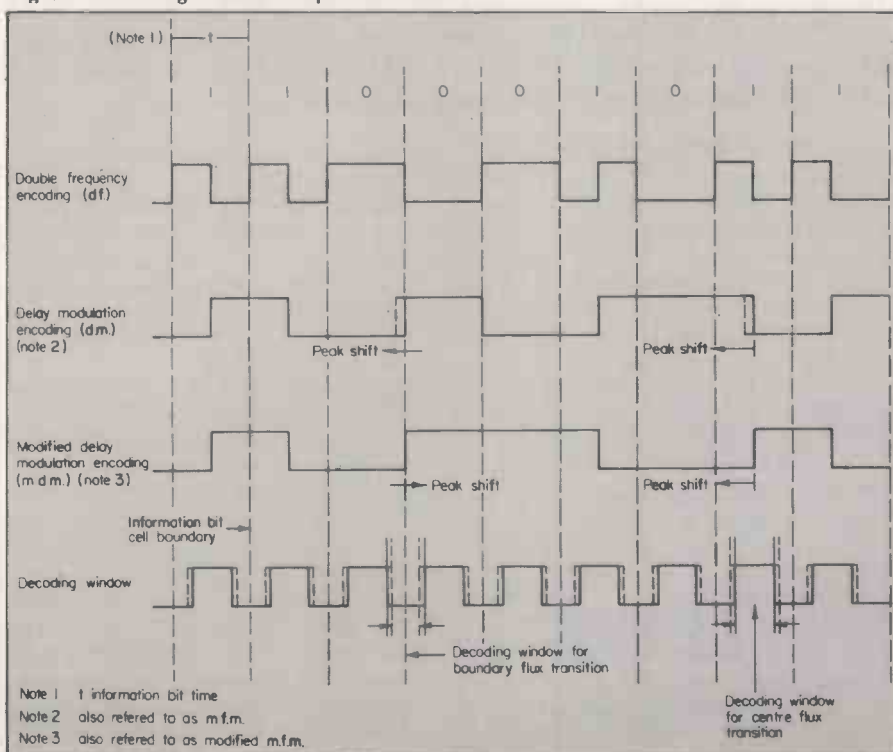 (Note 1) t
1 1 0 0 0 1 0 1 1
Double frequency
encoding (d.f.)
Delay modulation
encoding (d.m.)
(note 2)
Peak shift
Peak shift
Modified delay
modulation encoding
(m d.m.) (note 3)
Peak shift
Peak shift
Information bit
cell boundary
Decoding window
Decoding window for
boundary flux transition
Decoding window
for centre flux
transition
Note 1 t information bit time
Note 2 also refered to as m f.m.
Note 3 also refered to as modified m.f.m.